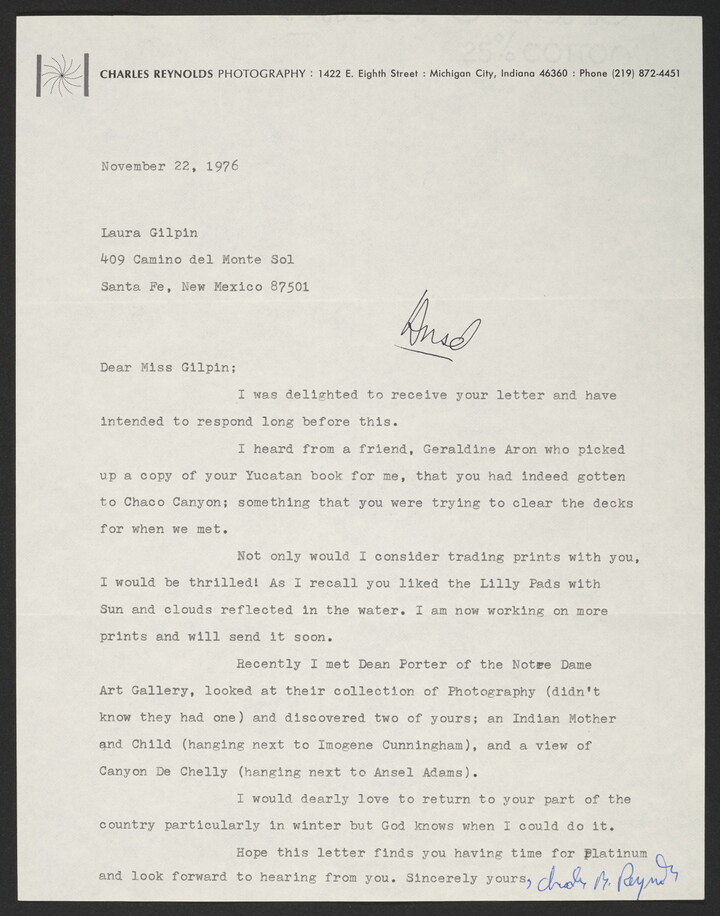 25% COTTON
CHARLES REYNOLDS PHOTOGRAPHY : 1422 E. Eighth Street : Michigan City, Indiana 46360 : Phone (219) 872-4451
November 22, 1976
Laura Gilpin
409 Camino del Monte Sol
Santa Fe, New Mexico 87501
Ansel
Dear Miss Gilpin;
I was delighted to receive your letter and have
intended to respond long before this.
I heard from a friend, Geraldine Aron who picked
up a copy of your Yucatan book for me, that you had indeed gotten
to Chaco Canyon; something that you were trying to clear the decks
for when we met.
Not only would I consider trading prints with you,
I would be thrilled! As I recall you liked the Lilly Pads with
Sun and clouds reflected in the water. I am now working on more
prints and will send it soon.
Recently I met Dean Porter of the Notre Dame
Art Gallery, looked at their collection of Photography (didn't
know they had one) and discovered two of yours; an Indian Mother
and Child (hanging next to Imogene Cunningham), and a view of
Canyon De Chelly (hanging next to Ansel Adams).
I would dearly love to return to your part of the
country particularly in winter but God knows when I could do it.
Hope this letter finds you having time for Platinum
and look forward to hearing from you. Sincerely yours, Charles M. Reynolds